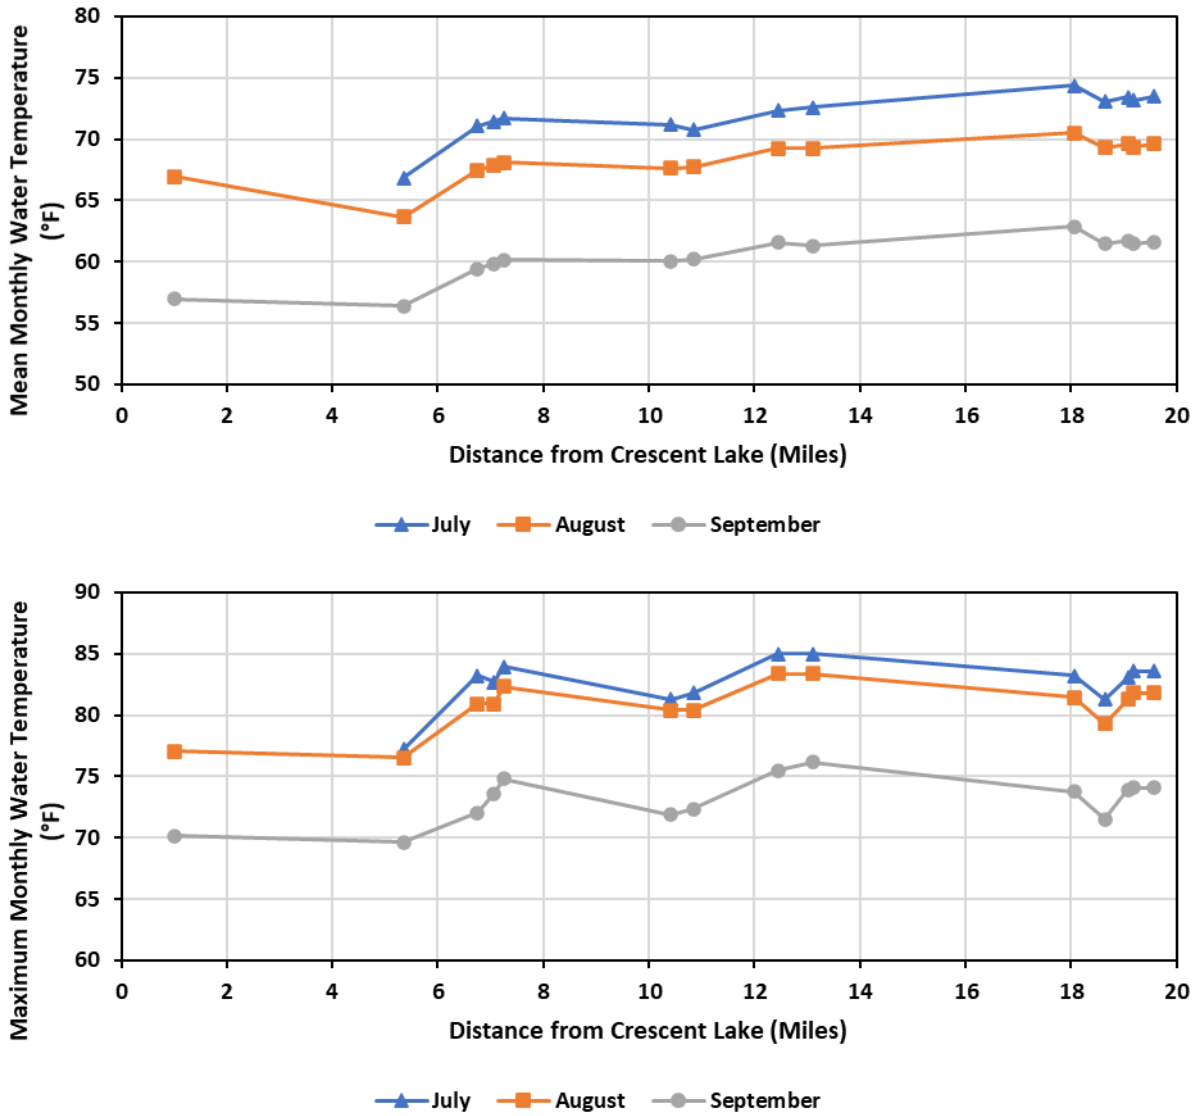 Mean Monthly Water Temperature
(°F)
80
75
70
65
60
55
50
0 2 4 6 8 10 12 14 16 18 20
Distance from Crescent Lake (Miles)
July August September
Maximum Monthly Water Temperature
(°F)
90
85
80
75
70
65
60
0 2 4 6 8 10 12 14 16 18 20
Distance from Crescent Lake (Miles)
July August September